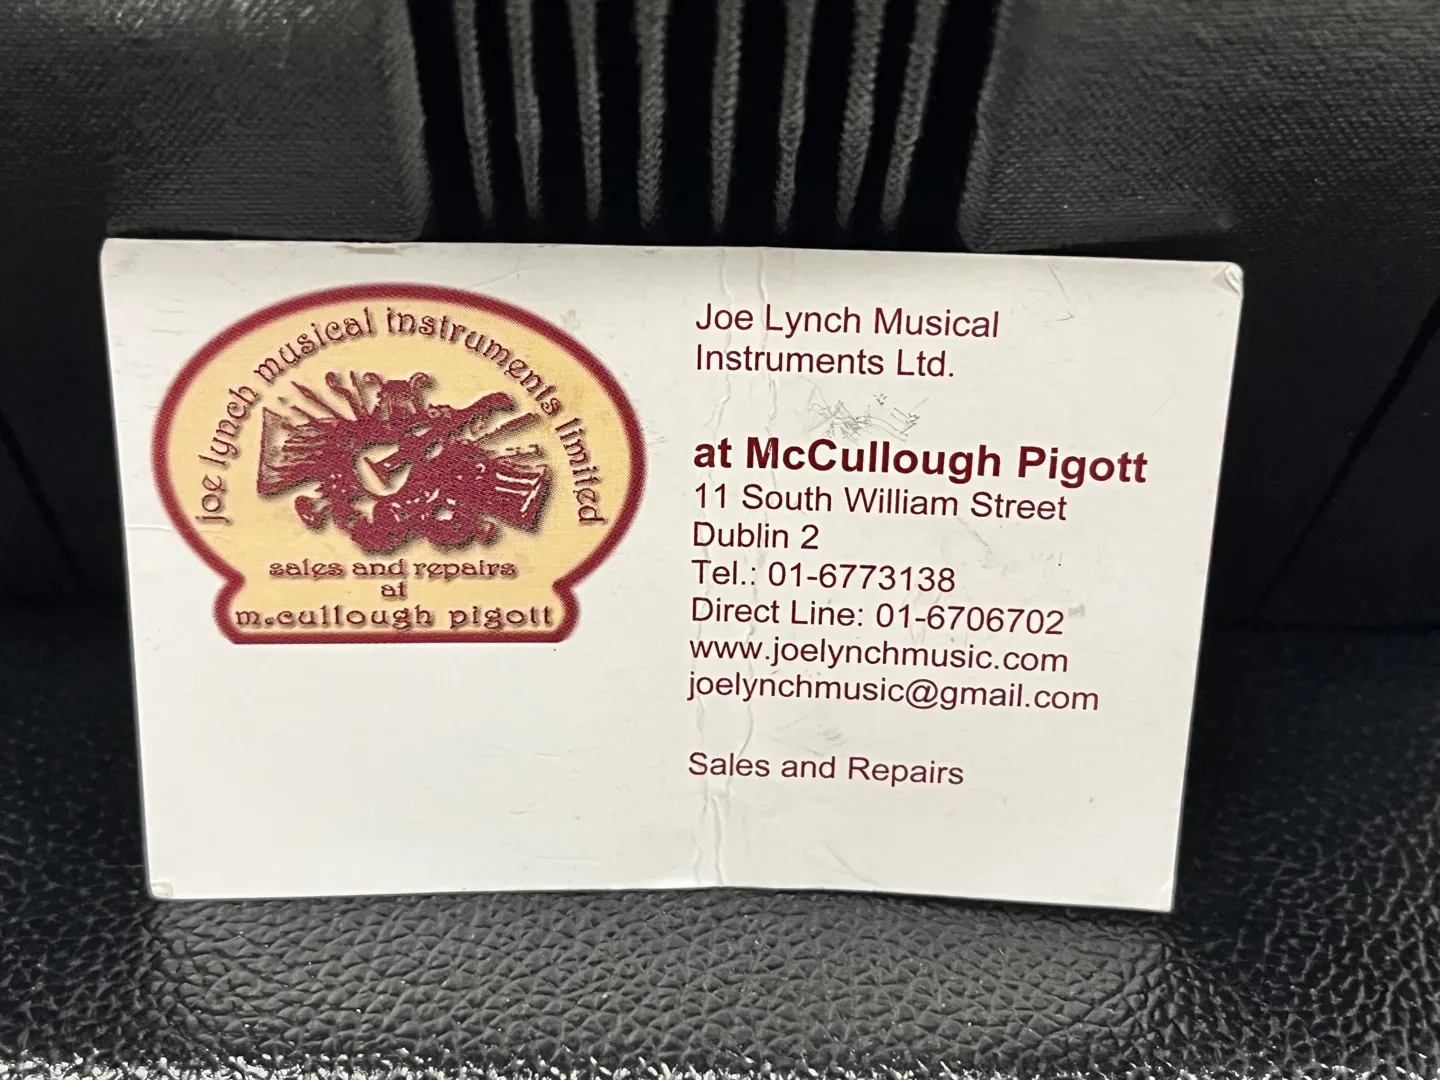 joe lynch musical instruments limited
sales and repairs
at
mccullough pigott
Joe Lynch Musical
Instruments Ltd.
at McCullough Pigott
11 South William Street
Dublin 2
Tel.: 01-6773138
Direct Line: 01-6706702
www.joelynchmusic.com
joelynchmusic@gmail.com
Sales and Repairs